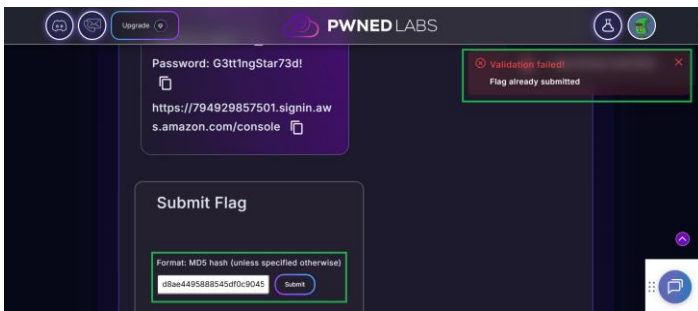 Upgrade
PWNED LABS
Password: G3tt1ngStar73d!
https://794929857501.signin.aw
s.amazon.com/console
Validation failed!
Flag already submitted
Submit Flag
Format: MD5 hash (unless specified otherwise)
d8ae4495888545df0c9045
Submit